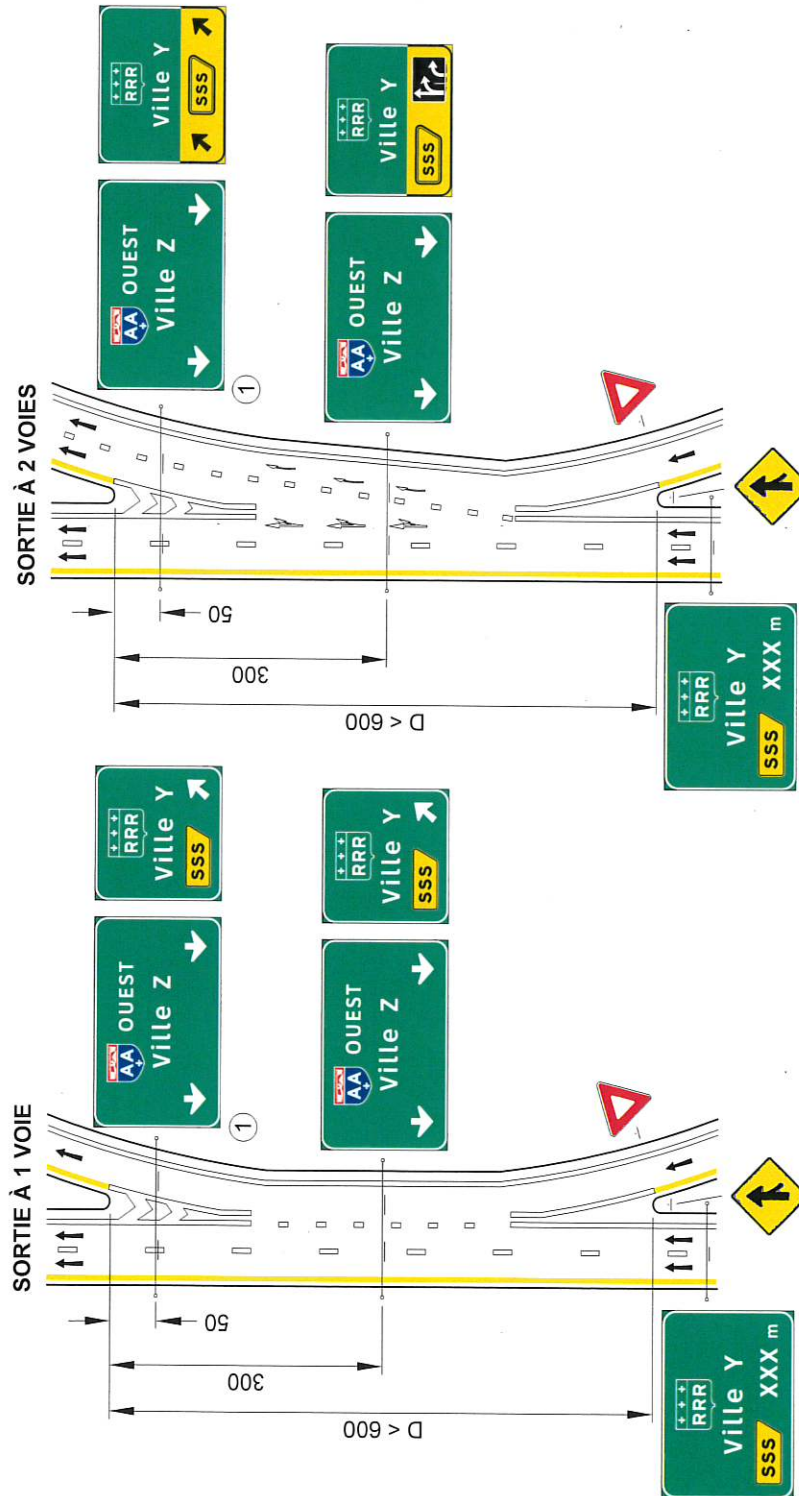 SORTIE À 1 VOIE
AA
OUEST
Ville Z
+ + +
RRR
Ville Y
SSS
1
50
300
D < 600
AA
OUEST
Ville Z
+ + +
RRR
Ville Y
SSS
+ + +
RRR
Ville Y
SSS XXX m
SORTIE À 2 VOIES
AA
OUEST
Ville Z
+ + +
RRR
Ville Y
SSS
1
50
300
D < 600
AA
OUEST
Ville Z
+ + +
RRR
Ville Y
SSS
+ + +
RRR
Ville Y
SSS XXX m